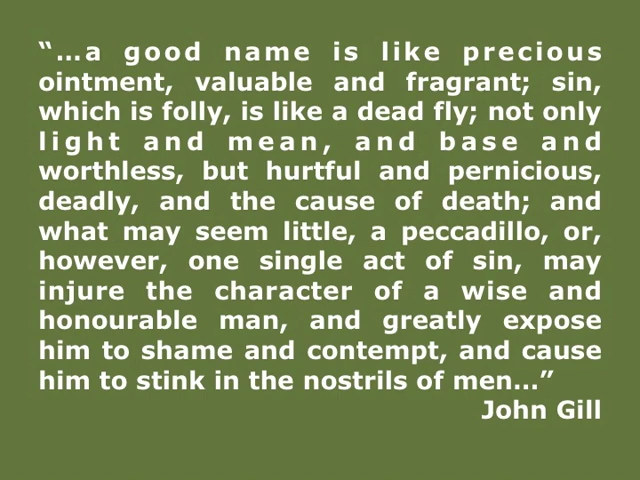 “…a good name is like precious
ointment, valuable and fragrant; sin,
which is folly, is like a dead fly; not only
light and mean, and base and
worthless, but hurtful and pernicious,
deadly, and the cause of death; and
what may seem little, a peccadillo, or,
however, one single act of sin, may
injure the character of a wise and
honourable man, and greatly expose
him to shame and contempt, and cause
him to stink in the nostrils of men…”
John Gill